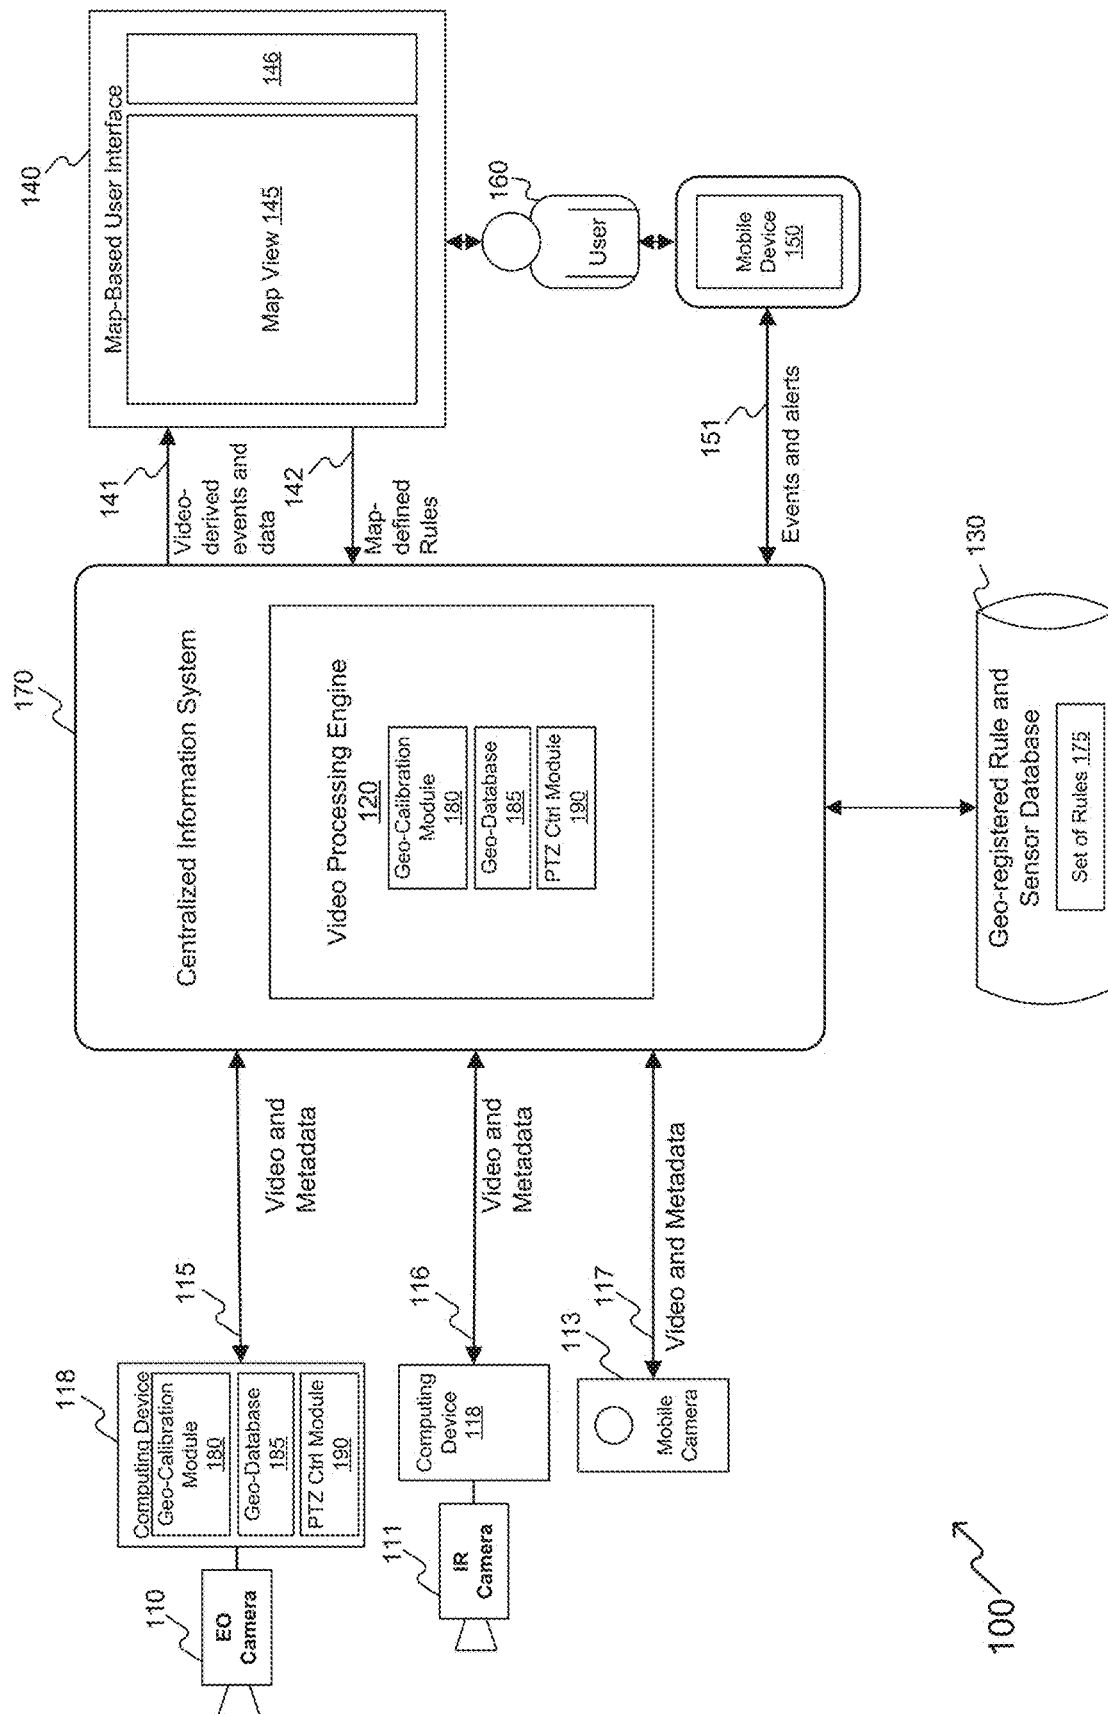 110
EO
Camera
118
Computing Device
Geo-Calibration
Module
180
Geo-Database
185
PTZ Ctrl Module
190
115
Video and
Metadata
111
IR
Camera
Computing
Device
118
116
Video and
Metadata
113
Mobile
Camera
117
Video and Metadata
170
Centralized Information System
Video Processing Engine
120
Geo-Calibration
Module
180
Geo-Database
185
PTZ Ctrl Module
190
141
Video-
derived
events and
data
142
Map-
defined
Rules
140
Map-Based User Interface
Map View 145
146
160
User
Mobile
Device
150
151
Events and alerts
130
Geo-registered Rule and
Sensor Database
Set of Rules 175
100